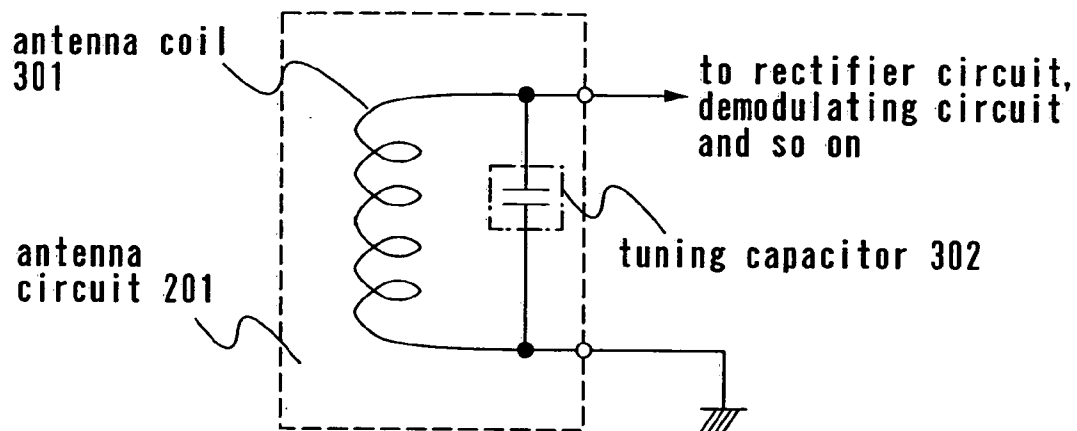 antenna coil
301
to rectifier circuit,
demodulating circuit
and so on
tuning capacitor 302
antenna
circuit 201